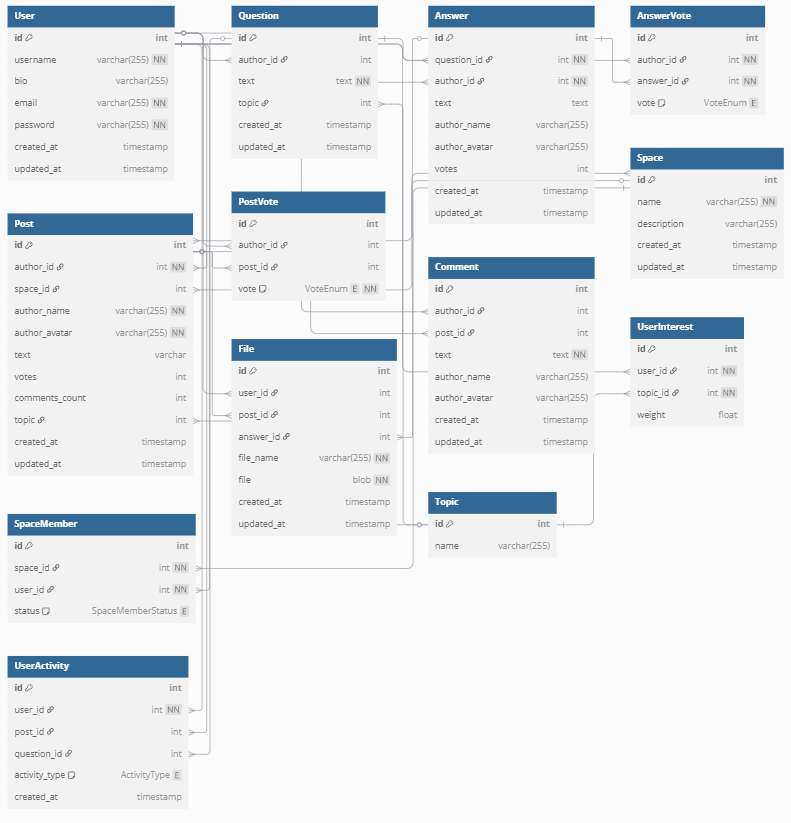 User
id int
username varchar(255) NN
bio varchar(255)
email varchar(255) NN
password varchar(255) NN
created_at timestamp
updated_at timestamp
Post
id int
author_id int NN
space_id int
author_name varchar(255) NN
author_avatar varchar(255) NN
text varchar
votes int
comments_count int
topic int
created_at timestamp
updated_at timestamp
SpaceMember
id int
space_id int NN
user_id int NN
status SpaceMemberStatus E
UserActivity
id int
user_id int NN
post_id int
question_id int
activity_type ActivityType E
created_at timestamp
Question
id int
author_id int
text text NN
topic int
created_at timestamp
updated_at timestamp
PostVote
id int
author_id int
post_id int
vote VoteEnum E NN
File
id int
user_id int
post_id int
answer_id int
file_name varchar(255) NN
file blob NN
created_at timestamp
updated_at timestamp
Answer
id int
question_id int NN
author_id int NN
text text
author_name varchar(255)
author_avatar varchar(255)
votes int
created_at timestamp
updated_at timestamp
Comment
id int
author_id int
post_id int
text text NN
author_name varchar(255)
author_avatar varchar(255)
created_at timestamp
updated_at timestamp
Topic
id int
name varchar(255)
AnswerVote
id int
author_id int NN
answer_id int NN
vote VoteEnum E
Space
id int
name varchar(255) NN
description varchar(255)
created_at timestamp
updated_at timestamp
UserInterest
id int
user_id int NN
topic_id int NN
weight float